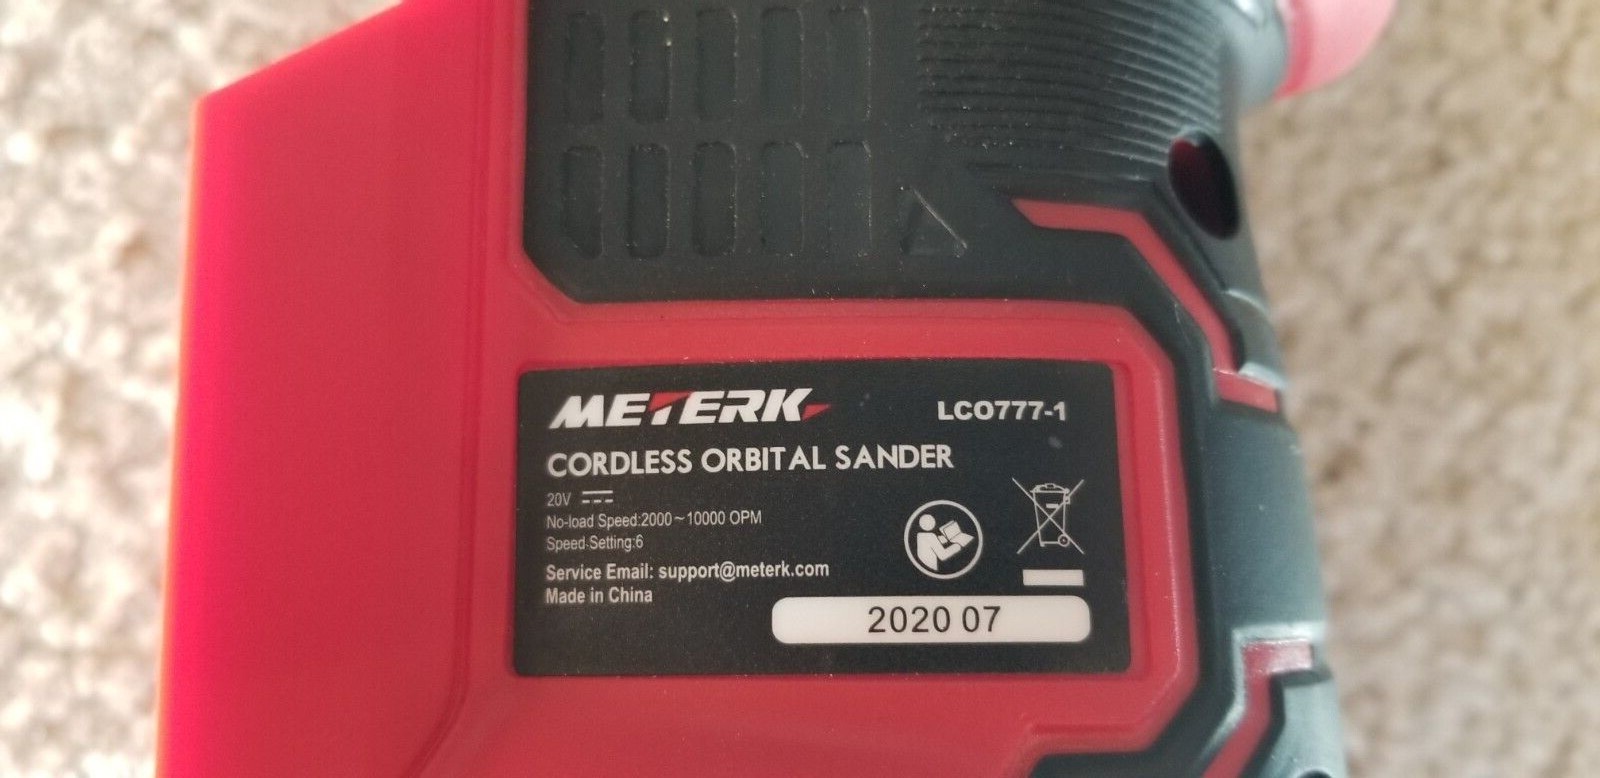 METERK
LCO777-1
CORDLESS ORBITAL SANDER
20V
No-load Speed:2000~10000 OPM
Speed Setting:6
Service Email: support@meterk.com
Made in China
2020 07